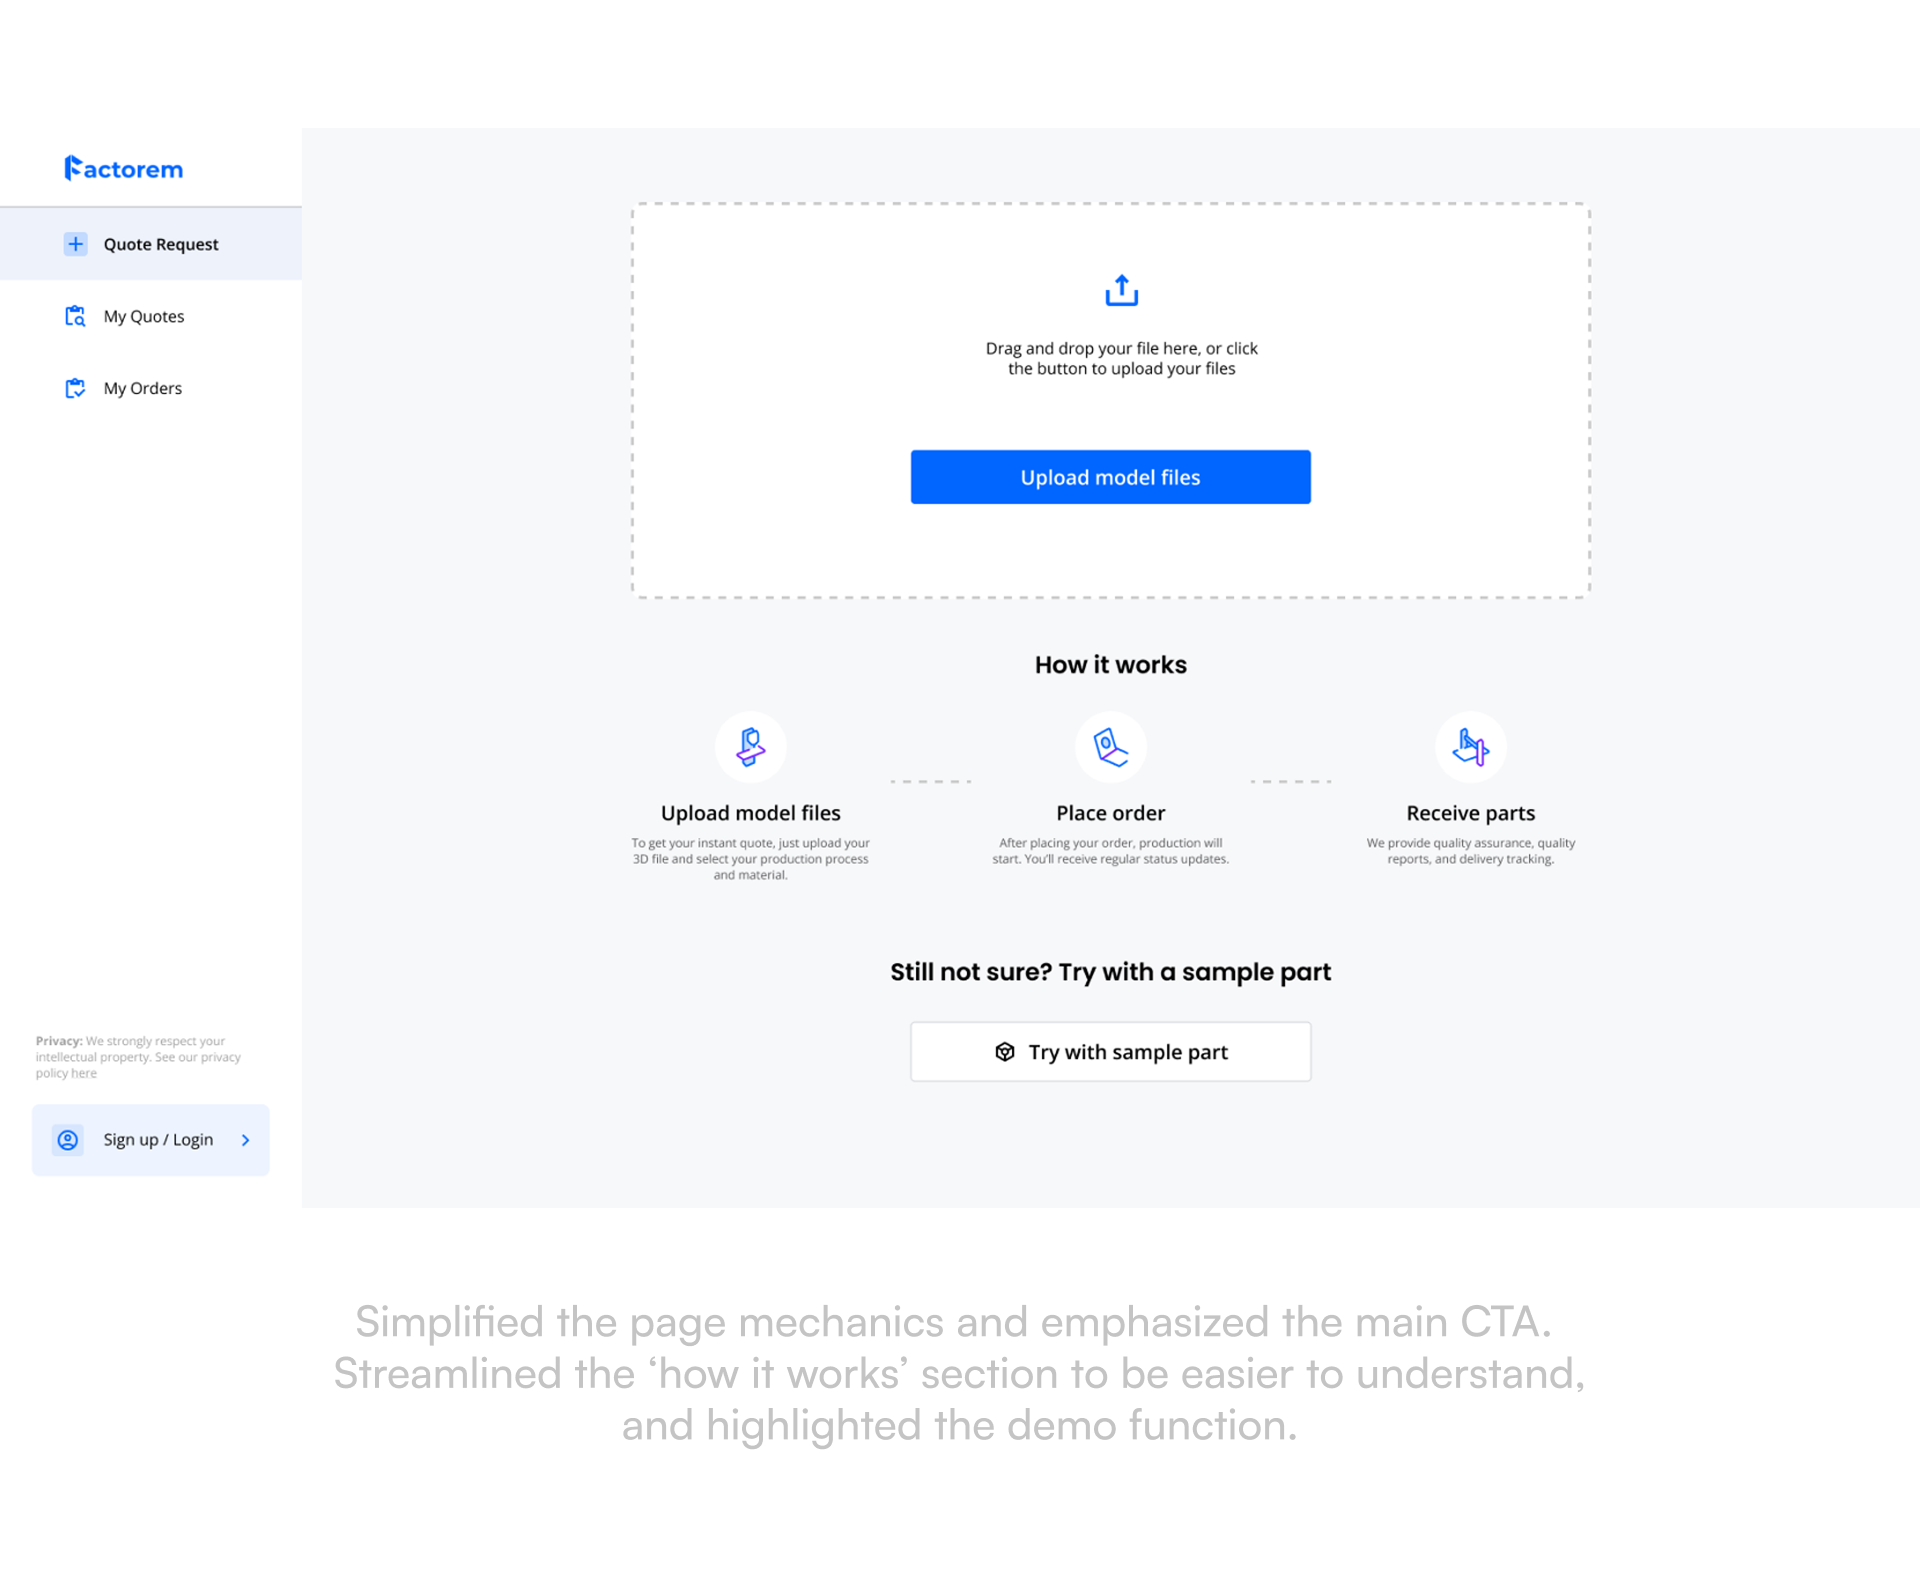 Factorem
Quote Request
My Quotes
My Orders
Drag and drop your file here, or click
the button to upload your files
Upload model files
How it works
Upload model files
To get your instant quote, just upload your
3D file and select your production process
and material.
Place order
After placing your order, production will
start. You'll receive regular status updates.
Receive parts
We provide quality assurance, quality
reports, and delivery tracking.
Still not sure? Try with a sample part
Try with sample part
Privacy: We strongly respect your
intellectual property. See our privacy
policy here
Sign up / Login
Simplified the page mechanics and emphasized the main CTA.
Streamlined the ‘how it works’ section to be easier to understand,
and highlighted the demo function.